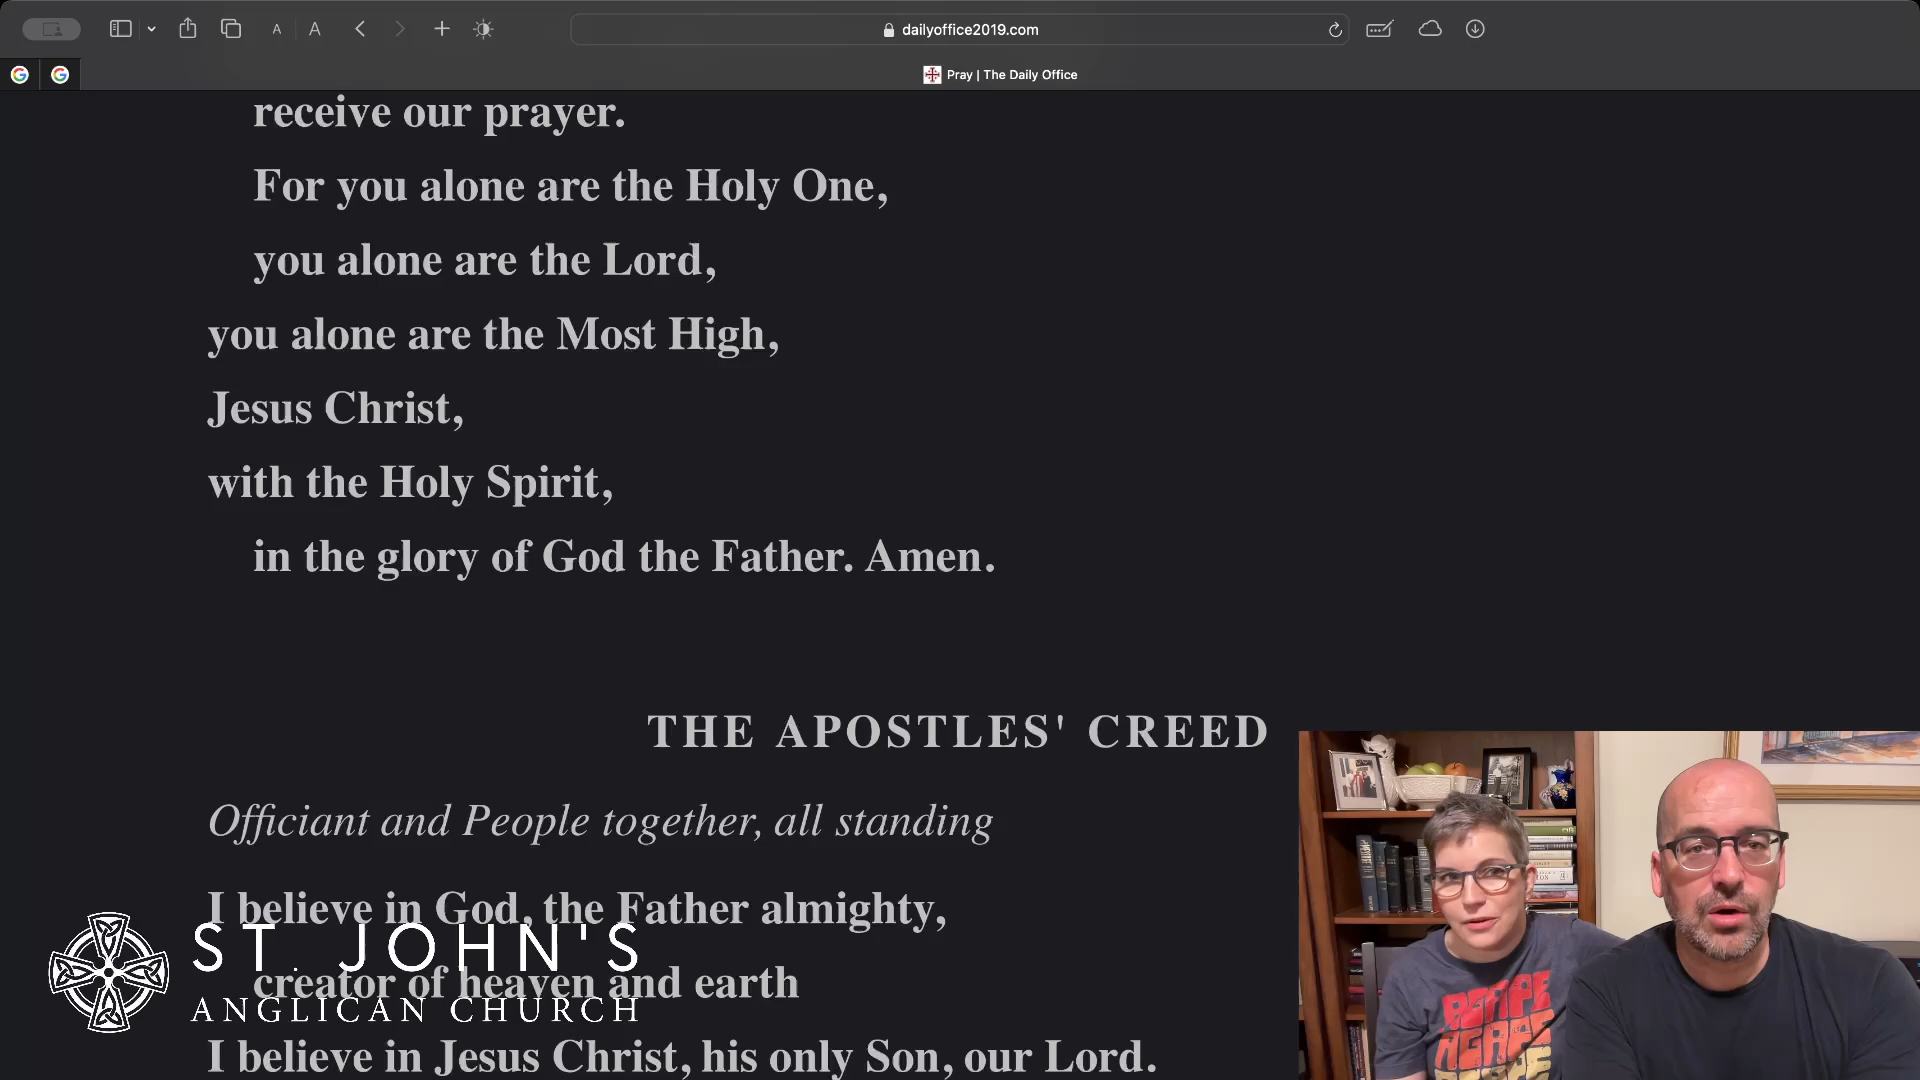 A A
dailyoffice2019.com
Pray | The Daily Office
receive our prayer.
For you alone are the Holy One,
you alone are the Lord,
you alone are the Most High,
Jesus Christ,
with the Holy Spirit,
in the glory of God the Father. Amen.
THE APOSTLES' CREED
Officiant and People together, all standing
I believe in God, the Father almighty,
ST. JOHN'S
creator of heaven and earth
ANGLICAN CHURCH
I believe in Jesus Christ, his only Son, our Lord.
AGAPE
AGAPE